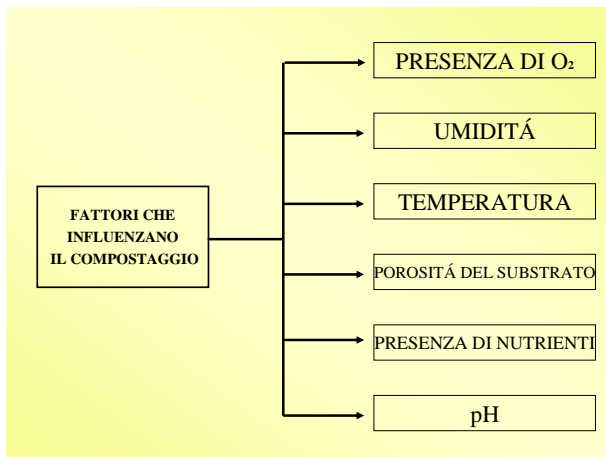 FATTORI CHE
INFLUENZANO
IL COMPOSTAGGIO
PRESENZA DI O₂
UMIDITÁ
TEMPERATURA
POROSITÁ DEL SUBSTRATO
PRESENZA DI NUTRIENTI
pH